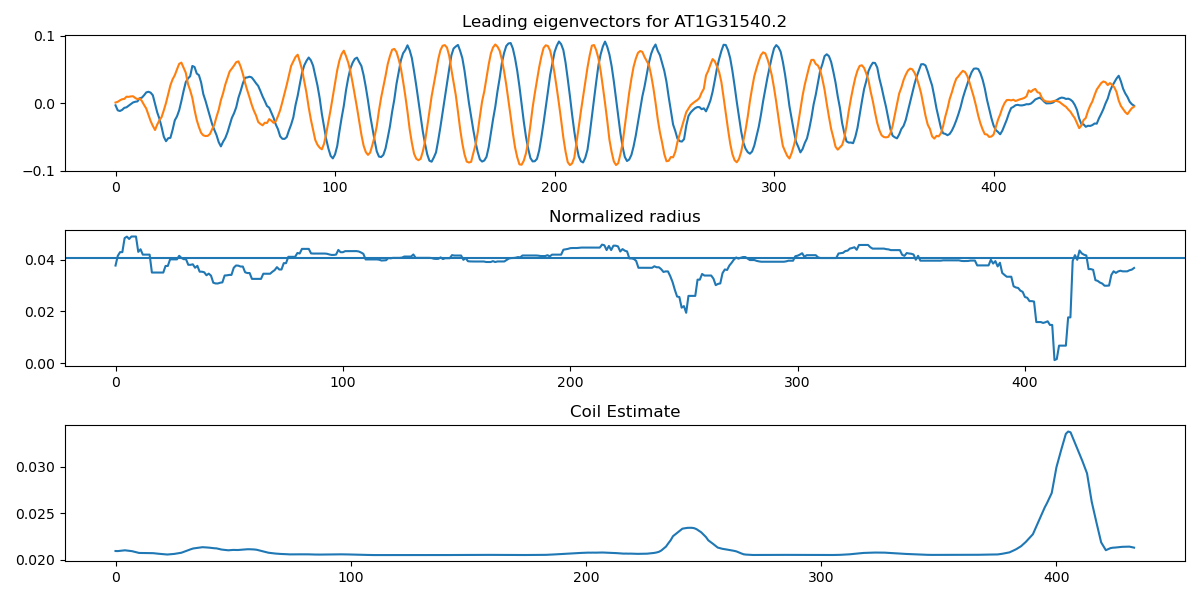 Leading eigenvectors for AT1G31540.2
0.1
0.0
−0.1
0 100 200 300 400
Normalized radius
0.04
0.02
0.00
0 100 200 300 400
Coil Estimate
0.030
0.025
0.020
0 100 200 300 400